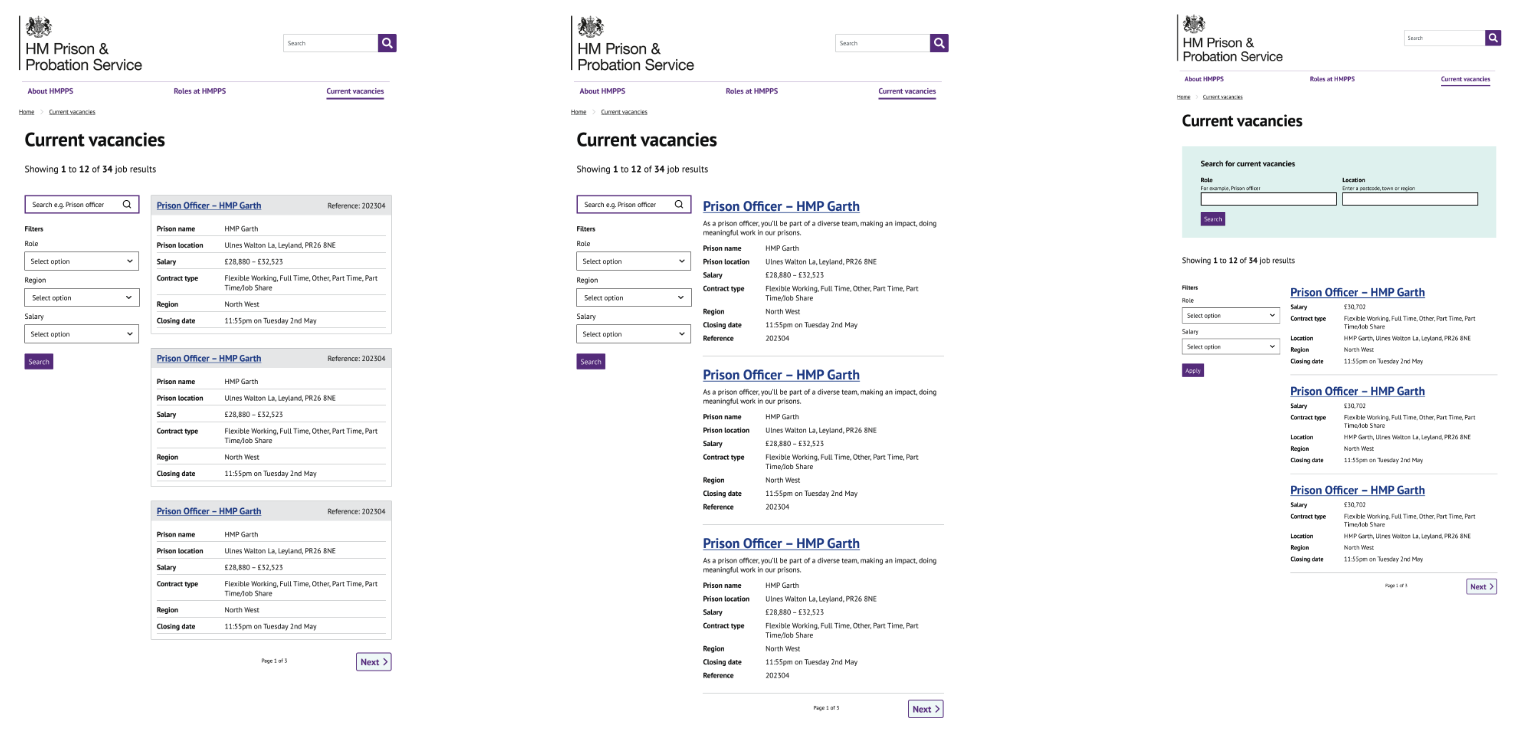 HM Prison &
Probation Service
Search
About HMPPS
Roles at HMPPS
Current vacancies
Home
Current vacancies
Current vacancies
Showing 1 to 12 of 34 job results
Search e.g. Prison officer
Filters
Role
Select option
Region
Select option
Salary
Select option
Search
Prison Officer – HMP Garth
Reference: 202304
Prison name HMP Garth
Prison location Ulnes Walton La, Leyland, PR26 8NE
Salary £28,880 – £32,523
Contract type Flexible Working, Full Time, Other, Part Time, Part
Time/Job Share
Region North West
Closing date 11:55pm on Tuesday 2nd May
Prison Officer – HMP Garth
Reference: 202304
Prison name HMP Garth
Prison location Ulnes Walton La, Leyland, PR26 8NE
Salary £28,880 – £32,523
Contract type Flexible Working, Full Time, Other, Part Time, Part
Time/Job Share
Region North West
Closing date 11:55pm on Tuesday 2nd May
Prison Officer – HMP Garth
Reference: 202304
Prison name HMP Garth
Prison location Ulnes Walton La, Leyland, PR26 8NE
Salary £28,880 – £32,523
Contract type Flexible Working, Full Time, Other, Part Time, Part
Time/Job Share
Region North West
Closing date 11:55pm on Tuesday 2nd May
Page 1 of 3
Next
HM Prison &
Probation Service
Search
About HMPPS
Roles at HMPPS
Current vacancies
Home
Current vacancies
Current vacancies
Showing 1 to 12 of 34 job results
Search e.g. Prison officer
Filters
Role
Select option
Region
Select option
Salary
Select option
Search
Prison Officer – HMP Garth
As a prison officer, you'll be part of a diverse team, making an impact, doing
meaningful work in our prisons.
Prison name HMP Garth
Prison location Ulnes Walton La, Leyland, PR26 8NE
Salary £28,880 – £32,523
Contract type Flexible Working, Full Time, Other, Part Time, Part
Time/Job Share
Region North West
Closing date 11:55pm on Tuesday 2nd May
Reference 202304
Prison Officer – HMP Garth
As a prison officer, you'll be part of a diverse team, making an impact, doing
meaningful work in our prisons.
Prison name HMP Garth
Prison location Ulnes Walton La, Leyland, PR26 8NE
Salary £28,880 – £32,523
Contract type Flexible Working, Full Time, Other, Part Time, Part
Time/Job Share
Region North West
Closing date 11:55pm on Tuesday 2nd May
Reference 202304
Prison Officer – HMP Garth
As a prison officer, you'll be part of a diverse team, making an impact, doing
meaningful work in our prisons.
Prison name HMP Garth
Prison location Ulnes Walton La, Leyland, PR26 8NE
Salary £28,880 – £32,523
Contract type Flexible Working, Full Time, Other, Part Time, Part
Time/Job Share
Region North West
Closing date 11:55pm on Tuesday 2nd May
Reference 202304
Page 1 of 3
Next
HM Prison &
Probation Service
Search
About HMPPS
Roles at HMPPS
Current vacancies
Home
Current vacancies
Current vacancies
Search for current vacancies
Role
For example, Prison officer
Location
Enter a postcode, town or region
Search
Showing 1 to 12 of 34 job results
Filters
Role
Select option
Salary
Select option
Apply
Prison Officer – HMP Garth
Salary £30,702
Contract type Flexible Working, Full Time, Other, Part Time, Part
Time/Job Share
Location HMP Garth, Ulnes Walton La, Leyland, PR26 8NE
Region North West
Closing date 11:55pm on Tuesday 2nd May
Prison Officer – HMP Garth
Salary £30,702
Contract type Flexible Working, Full Time, Other, Part Time, Part
Time/Job Share
Location HMP Garth, Ulnes Walton La, Leyland, PR26 8NE
Region North West
Closing date 11:55pm on Tuesday 2nd May
Prison Officer – HMP Garth
Salary £30,702
Contract type Flexible Working, Full Time, Other, Part Time, Part
Time/Job Share
Location HMP Garth, Ulnes Walton La, Leyland, PR26 8NE
Region North West
Closing date 11:55pm on Tuesday 2nd May
Page 1 of 3
Next